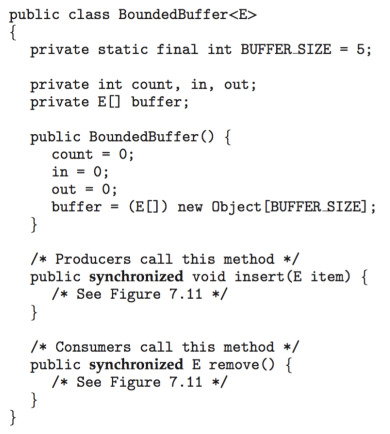 public class BoundedBuffer<E>
{
private static final int BUFFER_SIZE = 5;
private int count, in, out;
private E[] buffer;
public BoundedBuffer() {
count = 0;
in = 0;
out = 0;
buffer = (E[]) new Object[BUFFER_SIZE];
}
/* Producers call this method */
public synchronized void insert(E item) {
/* See Figure 7.11 */
}
/* Consumers call this method */
public synchronized E remove() {
/* See Figure 7.11 */
}
}